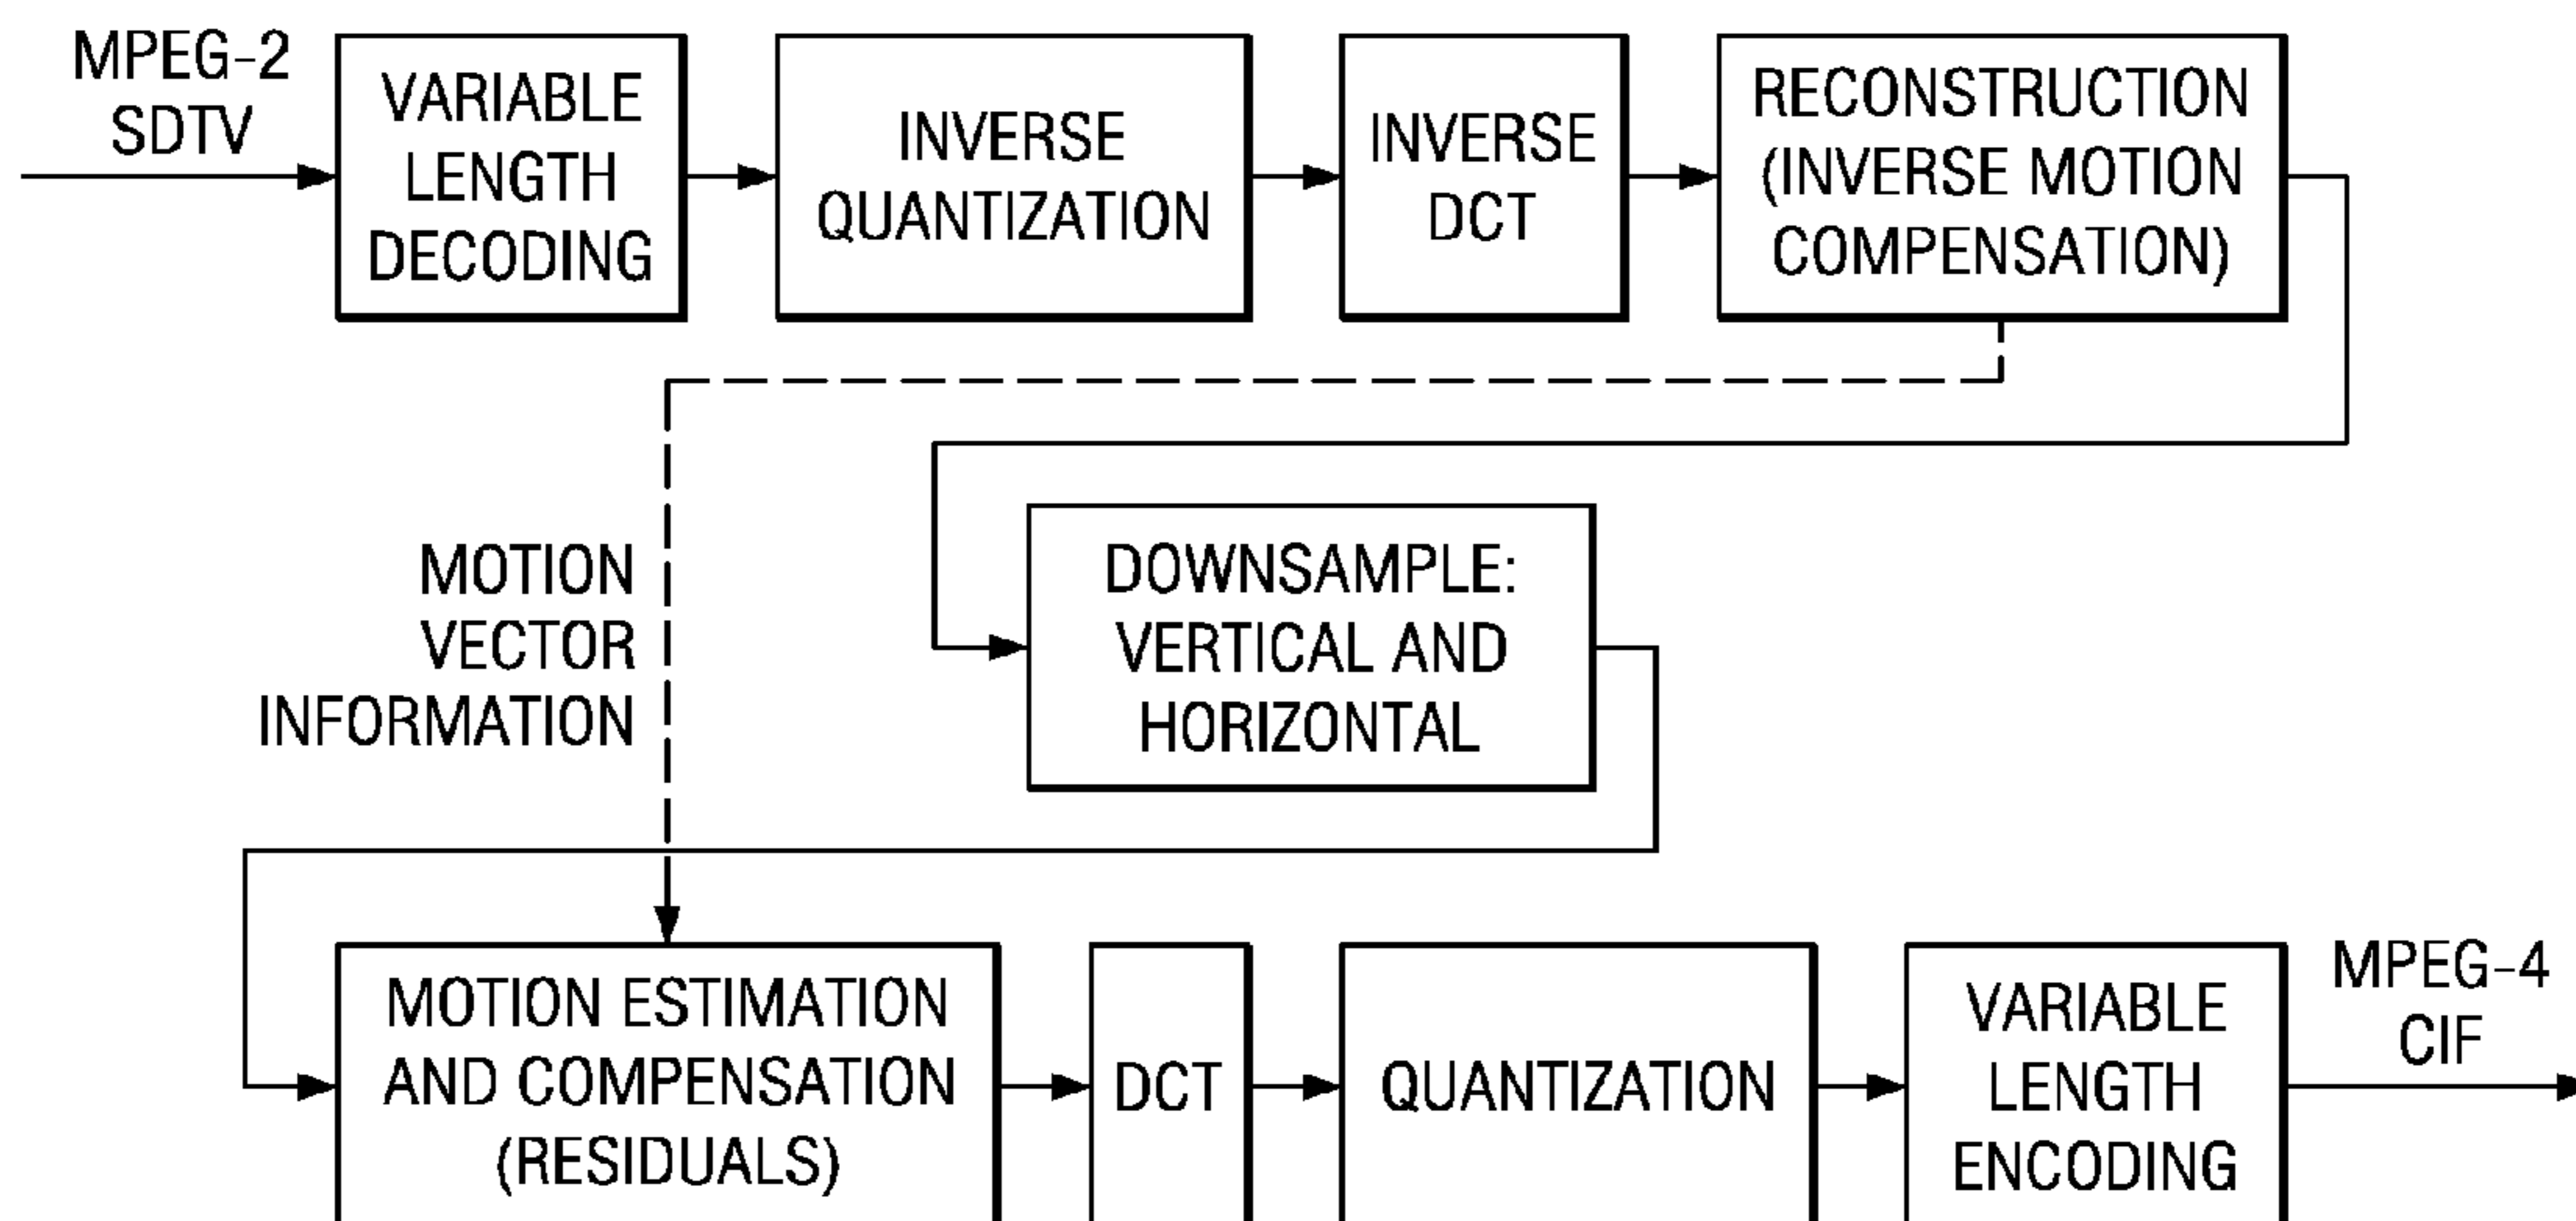 MPEG-2
SDTV
VARIABLE
LENGTH
DECODING
INVERSE
QUANTIZATION
INVERSE
DCT
RECONSTRUCTION
(INVERSE MOTION
COMPENSATION)
MOTION
VECTOR
INFORMATION
DOWNSAMPLE:
VERTICAL AND
HORIZONTAL
MOTION ESTIMATION
AND COMPENSATION
(RESIDUALS)
DCT
QUANTIZATION
VARIABLE
LENGTH
ENCODING
MPEG-4
CIF